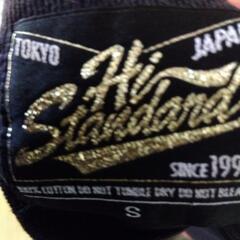 TOKYO JAPAN
Hi
Standard
SINCE 199
COTTON DO NOT TUMBLE DRY DO NOT BLEA
S